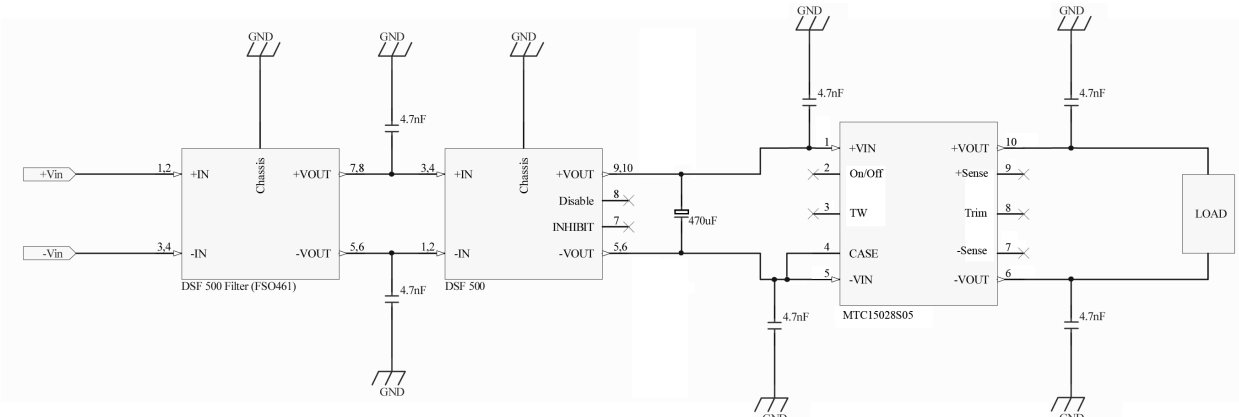 GND GND
GND GND GND
4.7nF 4.7nF
4.7nF
+Vin 1,2 +IN Chassis +VOUT 7,8 3,4 +IN Chassis +VOUT 9,10
1 +VIN +VOUT 10
2 On/Off +Sense 9
Disable 8
3 TW Trim 8
INHIBIT 7
470uF
LOAD
-Vin 3,4 -IN -VOUT 5,6 1,2 -IN -VOUT 5,6
4 CASE -Sense 7
5 -VIN -VOUT 6
DSF 500 Filter (FSO461) DSF 500
4.7nF
MTC15028S05
4.7nF 4.7nF
GND
GND GND